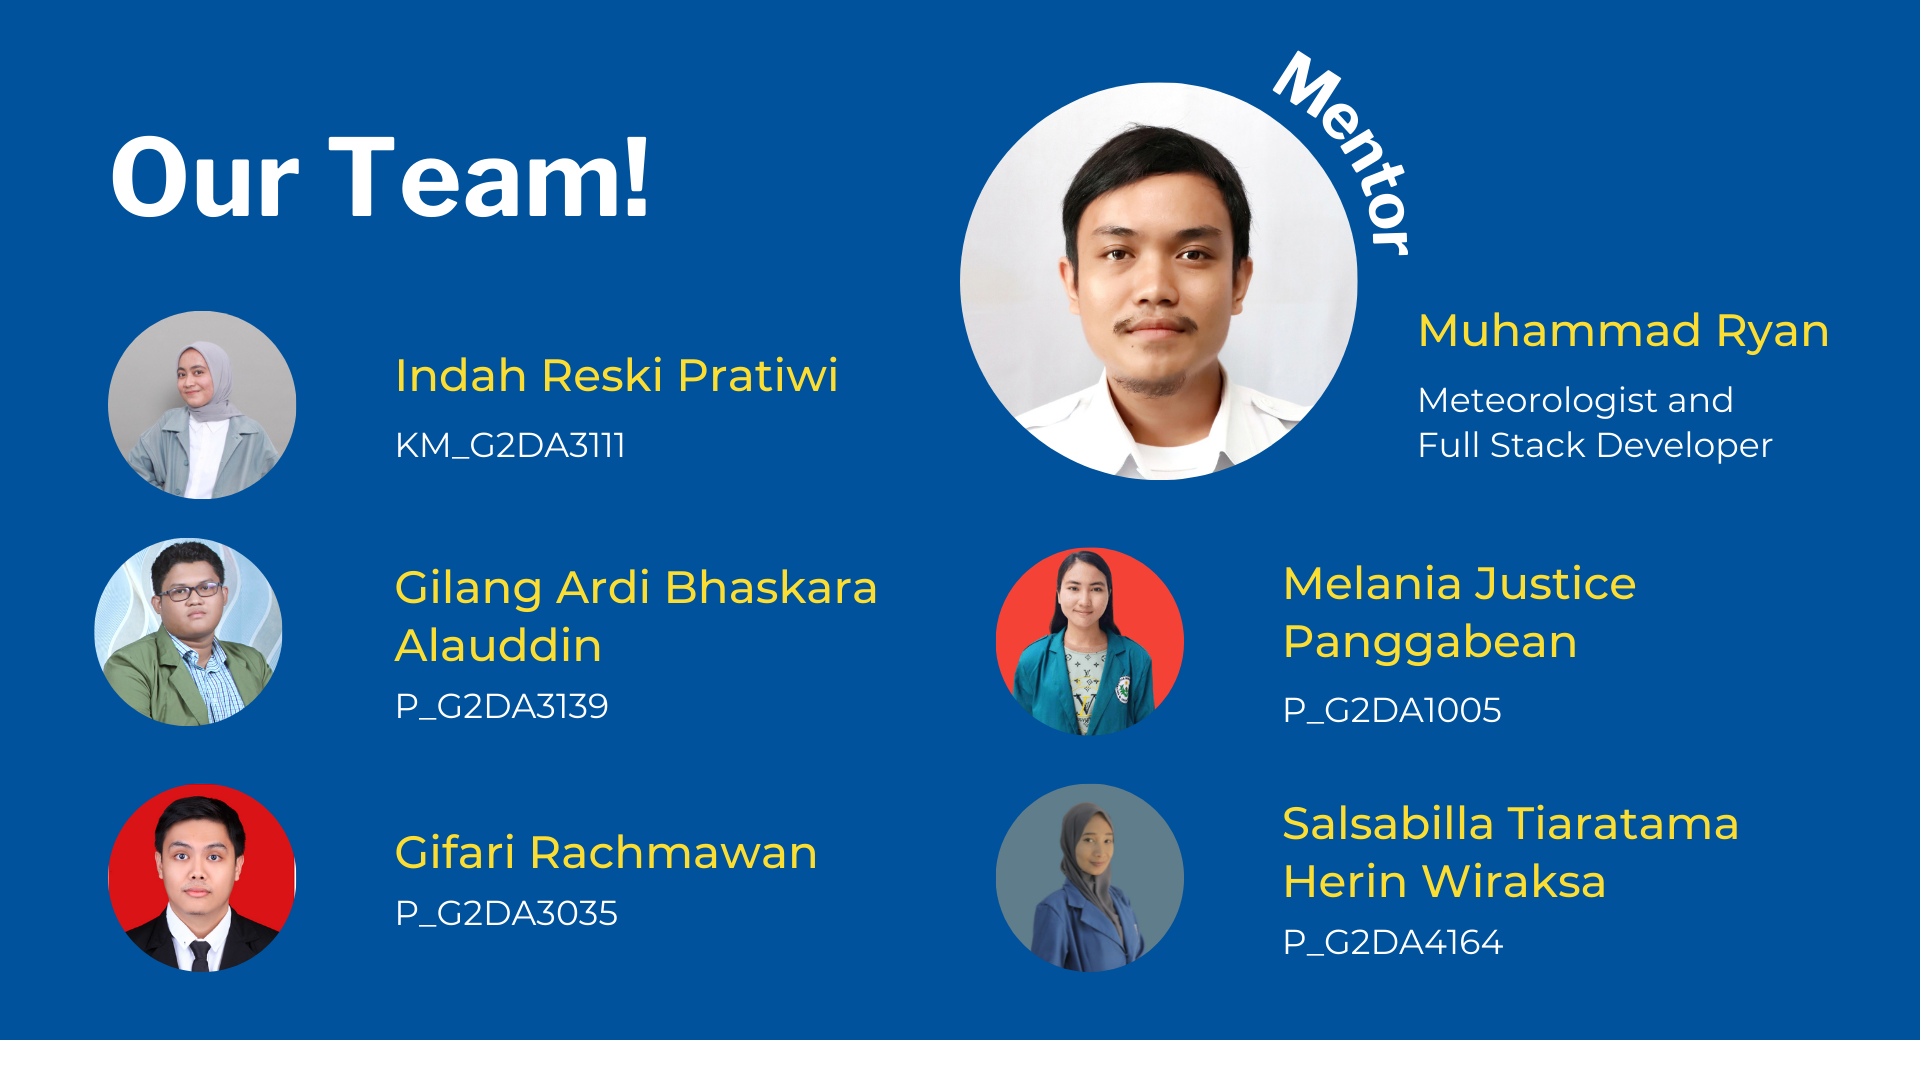 Our Team!
Mentor
Muhammad Ryan
Meteorologist and
Full Stack Developer
Indah Reski Pratiwi
KM_G2DA3111
Gilang Ardi Bhaskara
Alauddin
P_G2DA3139
Melania Justice
Panggabean
P_G2DA1005
Gifari Rachmawan
P_G2DA3035
Salsabilla Tiaratama
Herin Wiraksa
P_G2DA4164